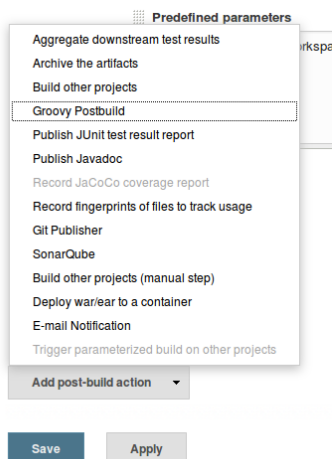 Predefined parameters
Aggregate downstream test results
Archive the artifacts
Build other projects
Groovy Postbuild
Publish JUnit test result report
Publish Javadoc
Record JaCoCo coverage report
Record fingerprints of files to track usage
Git Publisher
SonarQube
Build other projects (manual step)
Deploy war/ear to a container
E-mail Notification
Trigger parameterized build on other projects
Add post-build action
Save Apply